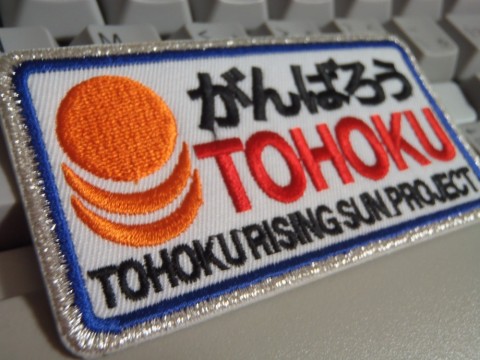 がんばろう
TOHOKU
TOHOKU RISING SUN PROJECT